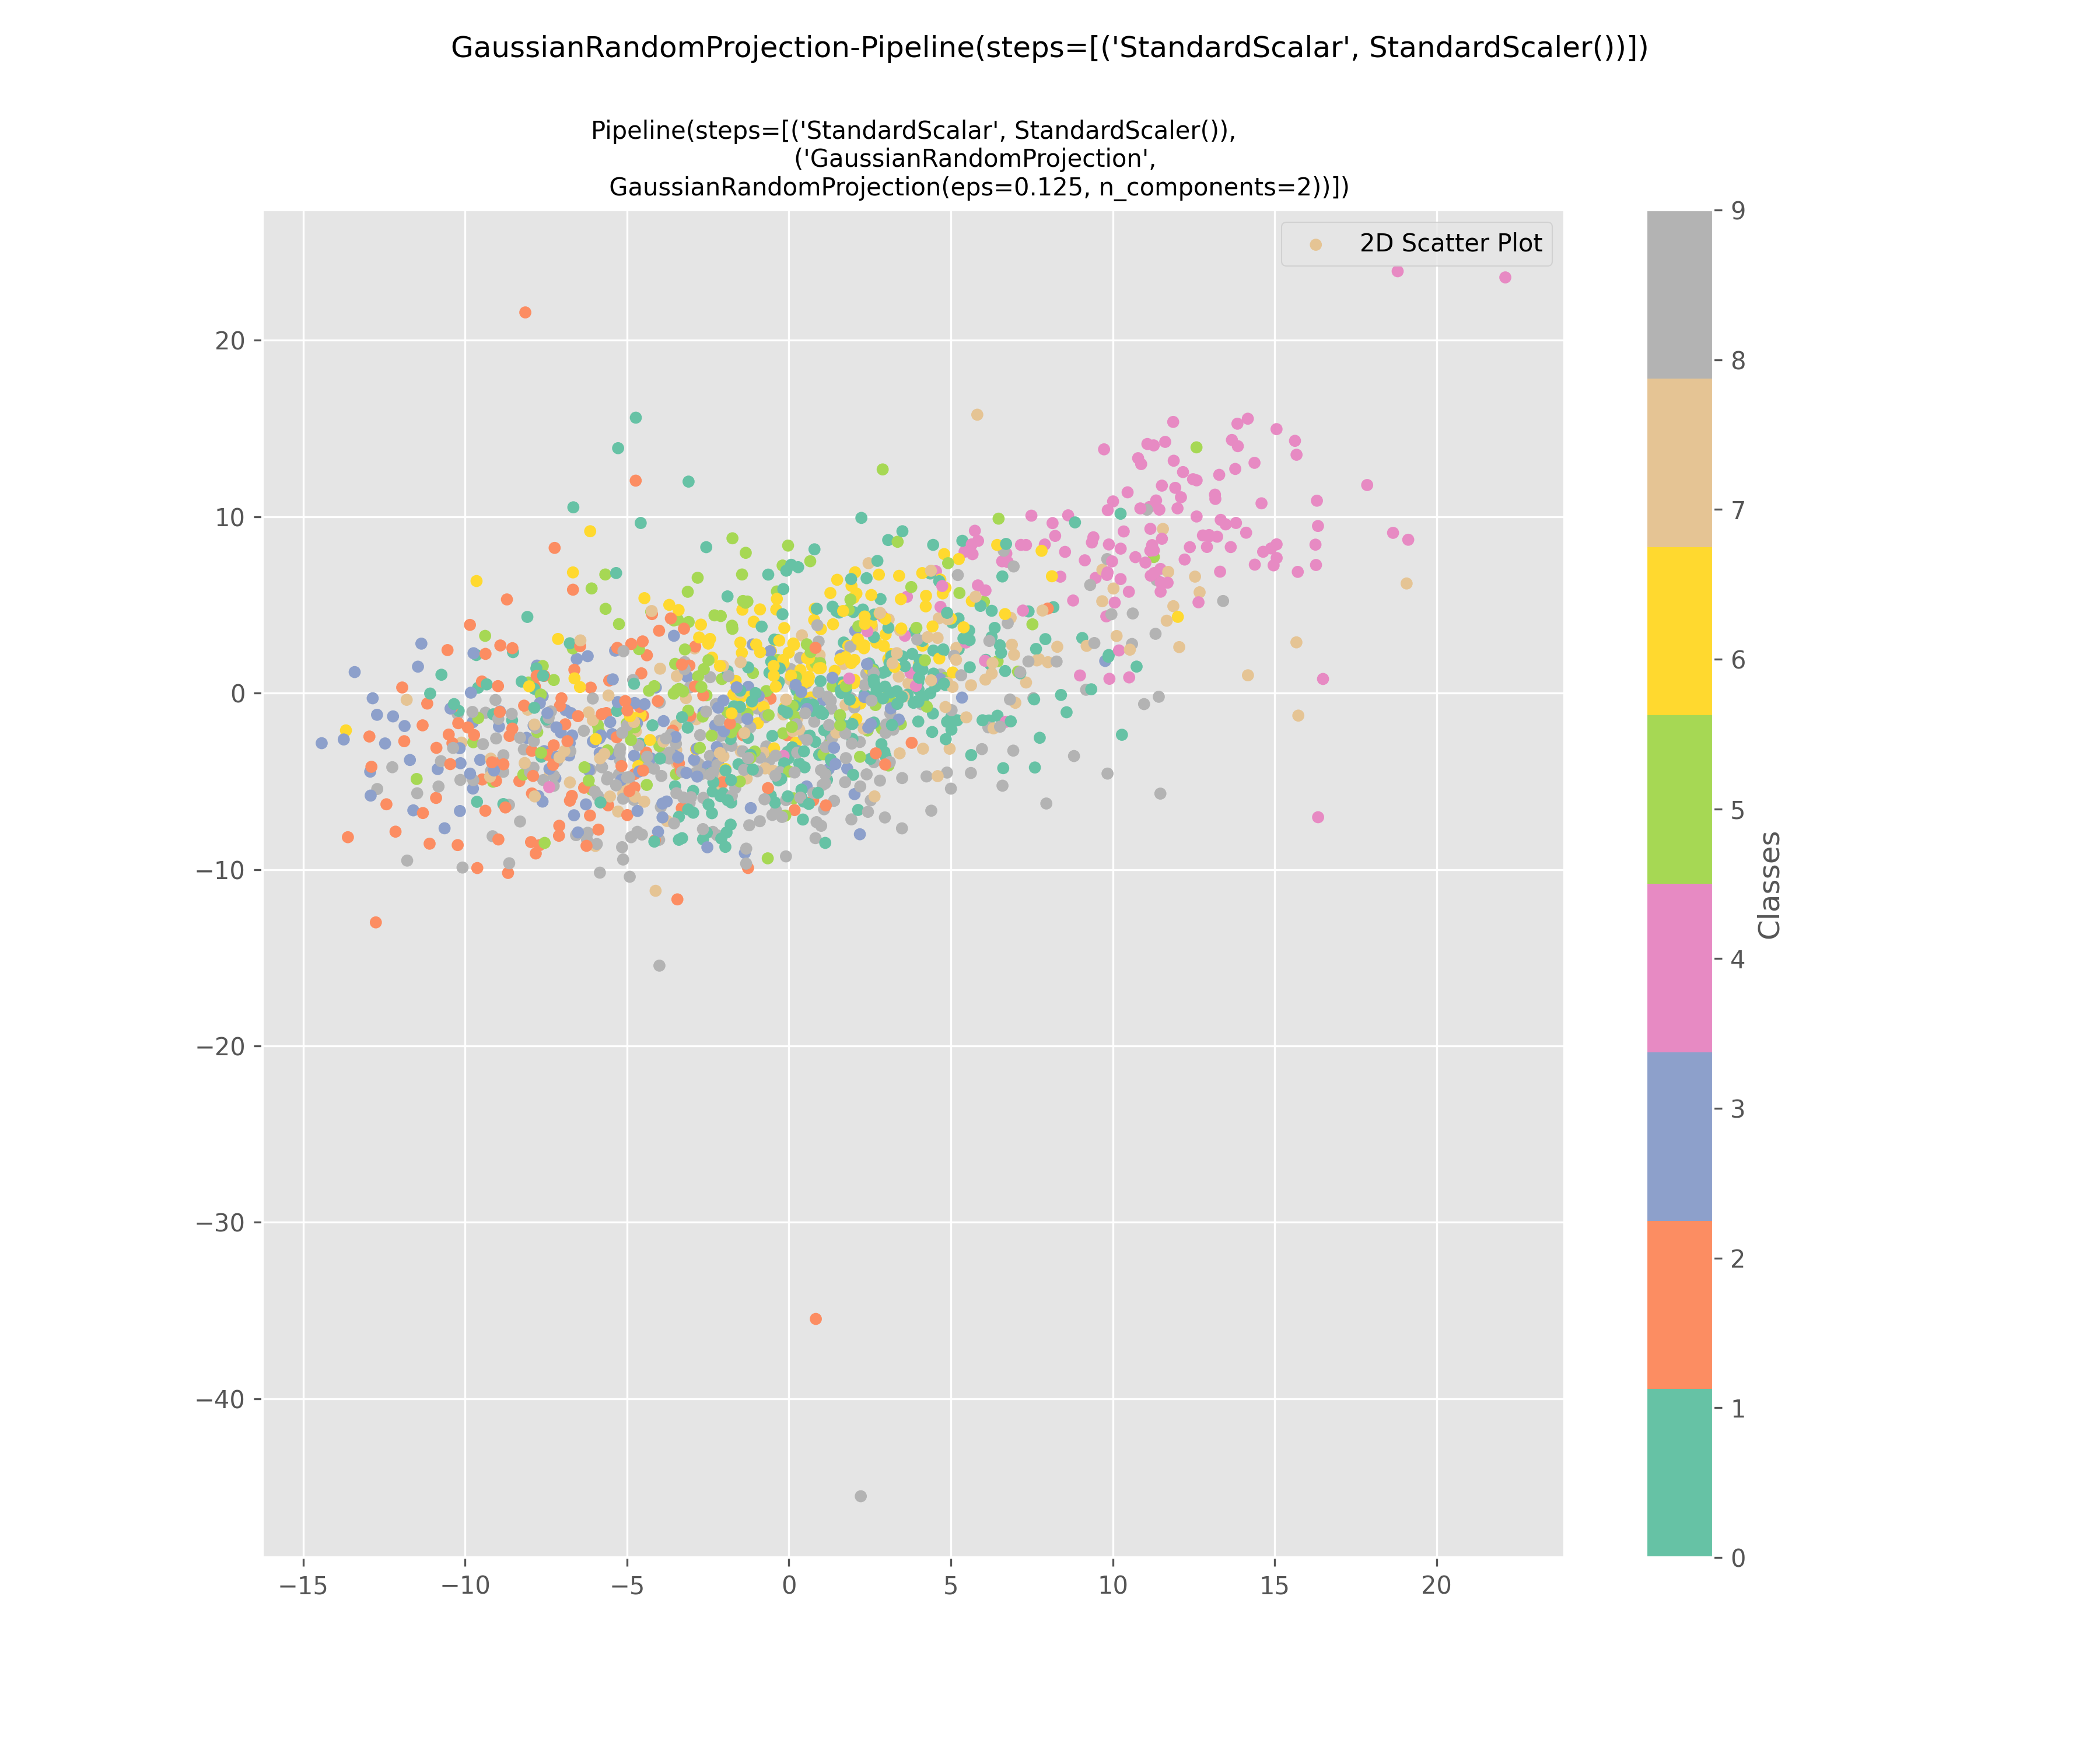 GaussianRandomProjection-Pipeline(steps=[('StandardScalar', StandardScaler())])
Pipeline(steps=[('StandardScalar', StandardScaler()),
('GaussianRandomProjection',
GaussianRandomProjection(eps=0.125, n_components=2))])
2D Scatter Plot
20
10
0
−10
−20
−30
−40
−15 −10 −5 0 5 10 15 20
9
8
7
6
5
4
3
2
1
0
Classes